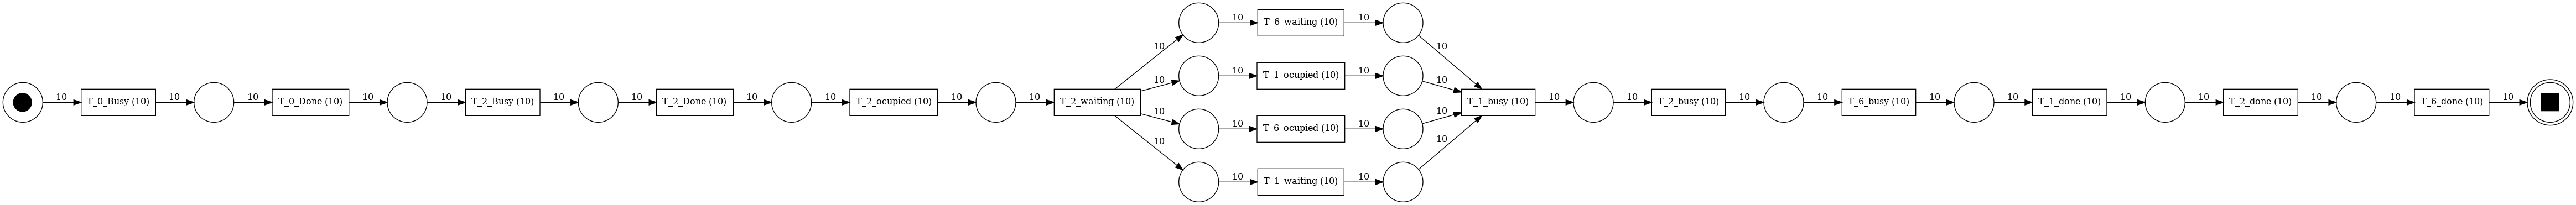 10
T_0_Busy (10)
10
10
T_0_Done (10)
10
10
T_2_Busy (10)
10
10
T_2_Done (10)
10
10
T_2_ocupied (10)
10
10
T_2_waiting (10)
10
10
T_6_waiting (10)
10
10
10
10
T_1_ocupied (10)
10
10
10
10
T_6_ocupied (10)
10
10
10
10
T_1_waiting (10)
10
10
T_1_busy (10)
10
10
T_2_busy (10)
10
10
T_6_busy (10)
10
10
T_1_done (10)
10
10
T_2_done (10)
10
10
T_6_done (10)
10